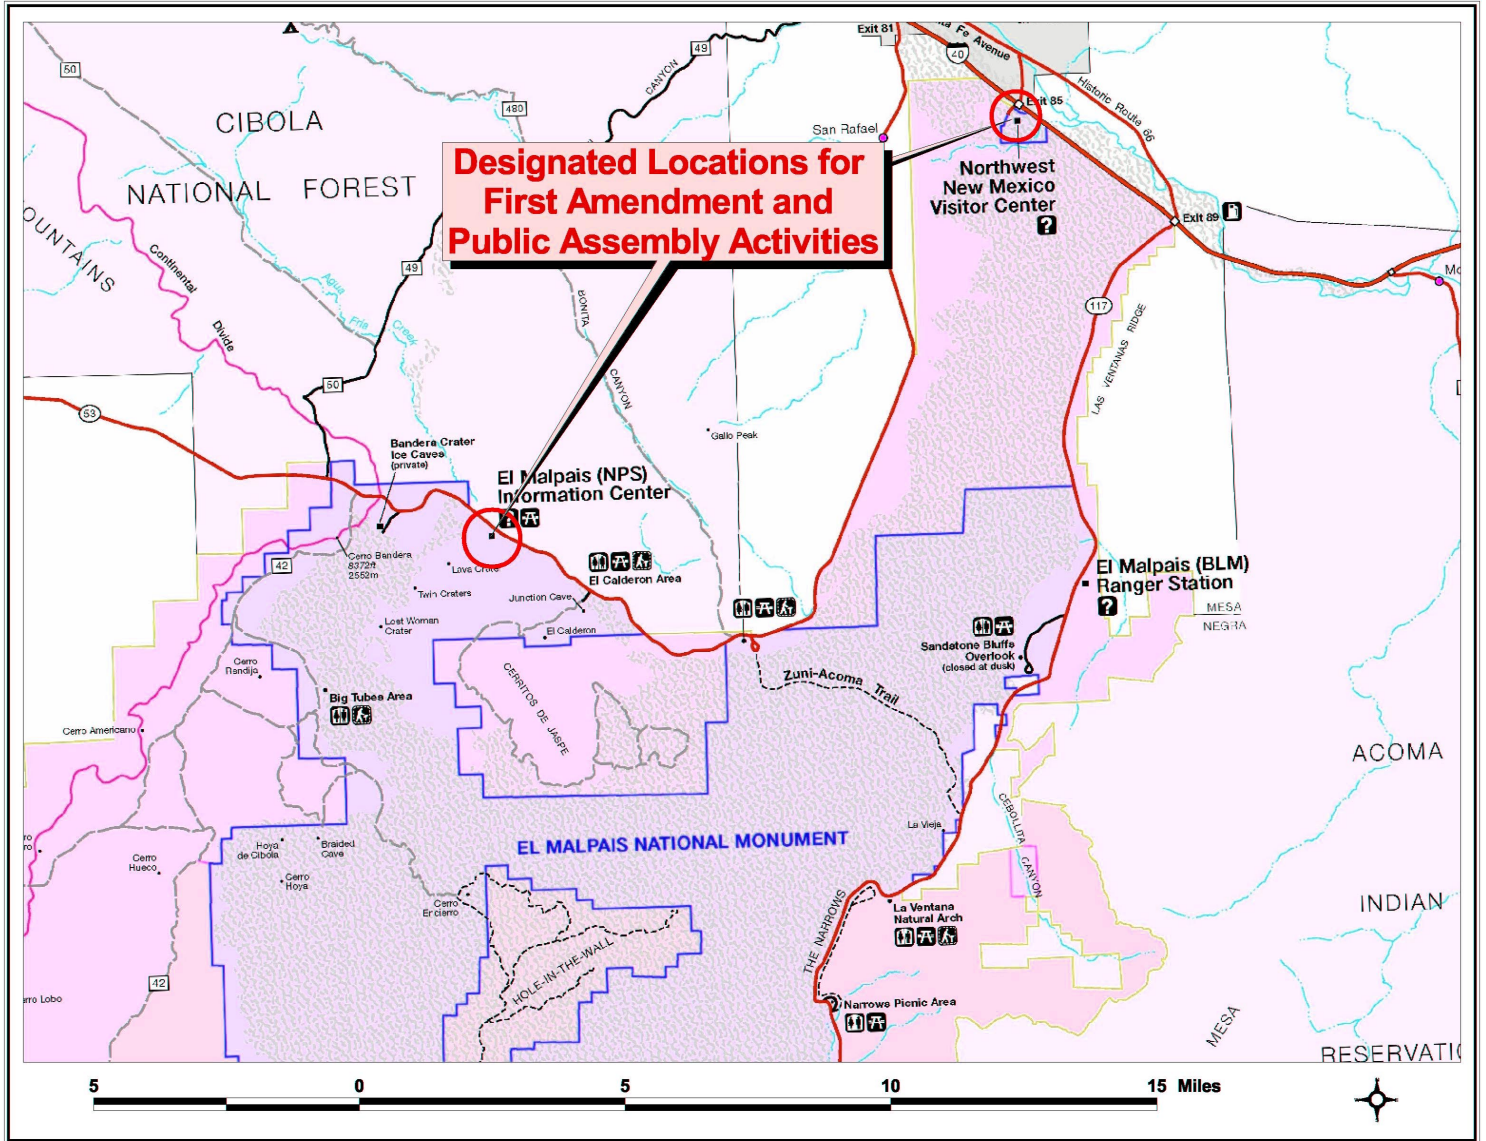 Exit 81
Fe Avenue
40
49
CANYON
50
480
CIBOLA
NATIONAL FOREST
OUNTAINS
Continental
Divide
Agua
Fria
Creek
49
50
53
San Rafael
Exit 85
Historic Route 66
Designated Locations for
First Amendment and
Public Assembly Activities
Northwest
New Mexico
Visitor Center
?
Exit 89
117
LAS VENTANAS RIDGE
BONITA
CANYON
Gallo Peak
Bandera Crater
Ice Caves
(private)
El Malpais (NPS)
Information Center
Cerro Bandera
8372ft
2552m
42
Lava Crater
Twin Craters
Lost Woman
Crater
Junction Cave
El Calderon
El Calderon Area
El Malpais (BLM)
Ranger Station
?
MESA
NEGRA
Sandstone Bluffs
Overlook
(closed at dusk)
Zuni-Acoma Trail
Cerro
Rendija
Big Tubes Area
Cerro Americano
CERRITOS DE JASPE
ACOMA
CEBOLLITA
CANYON
La Vieja
EL MALPAIS NATIONAL MONUMENT
Hoya
de Cibola
Braided
Cave
Cerro
Hueco
Cerro
Hoya
Cerro
Encierro
HOLE-IN-THE-WALL
THE NARROWS
La Ventana
Natural Arch
INDIAN
42
rro Lobo
Narrows Picnic Area
MESA
RESERVATI
5 0 5 10 15 Miles